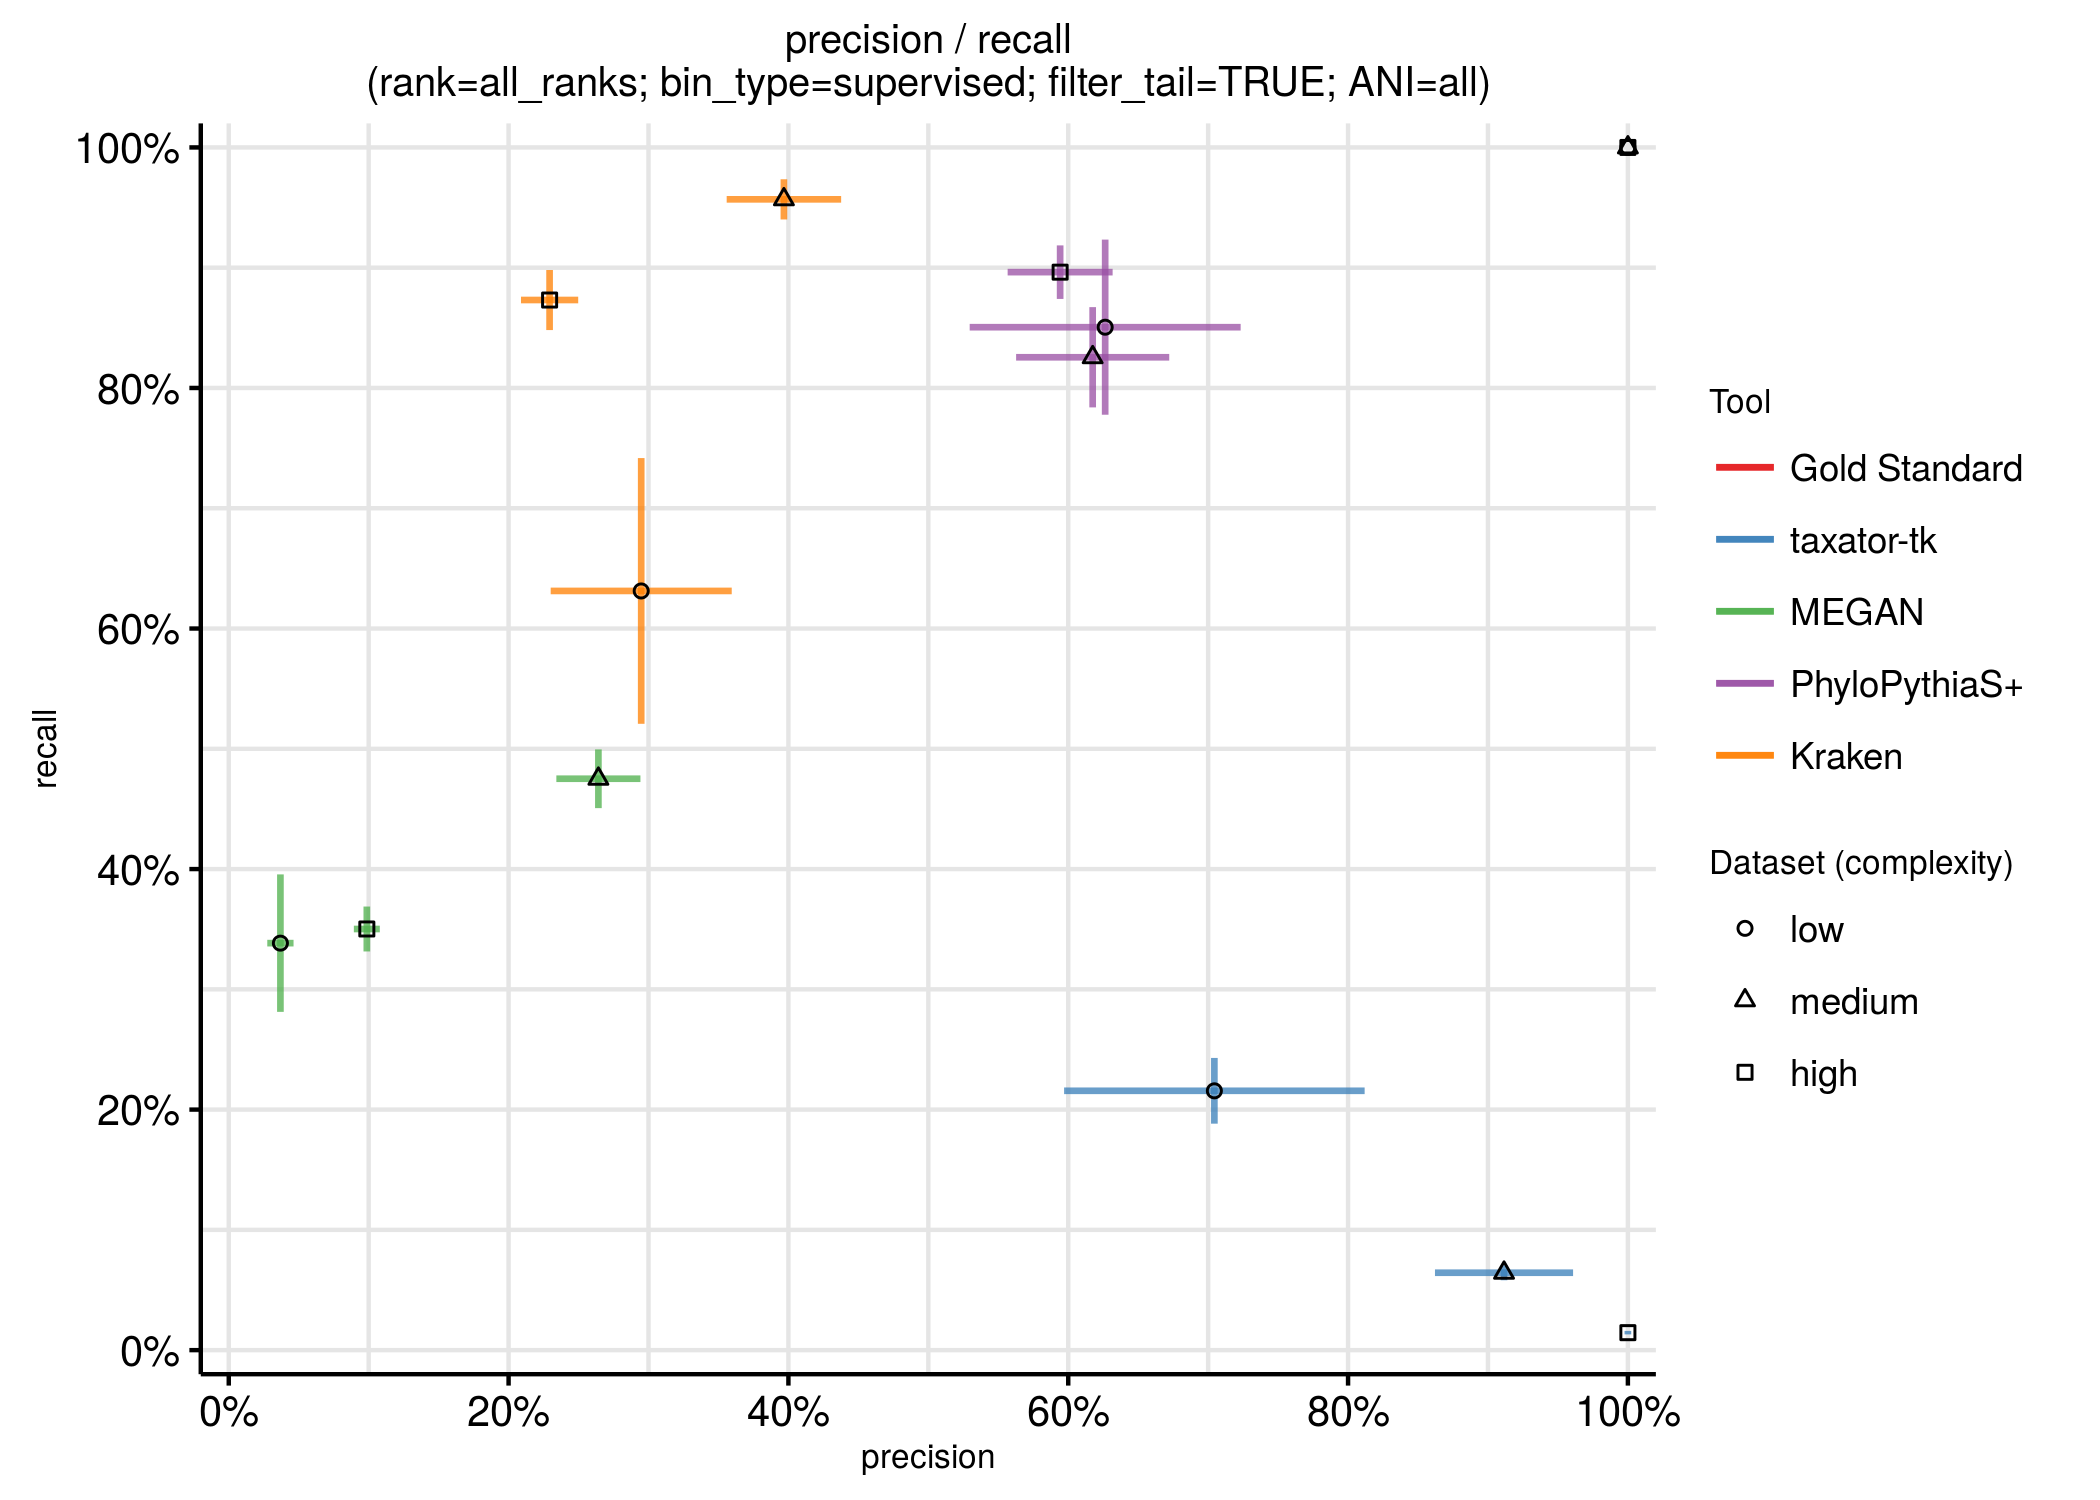 precision / recall
(rank=all_ranks; bin_type=supervised; filter_tail=TRUE; ANI=all)
100%
80%
60%
40%
20%
0%
recall
0%
20%
40%
60%
80%
100%
precision
Tool
Gold Standard
taxator-tk
MEGAN
PhyloPythiaS+
Kraken
Dataset (complexity)
low
medium
high